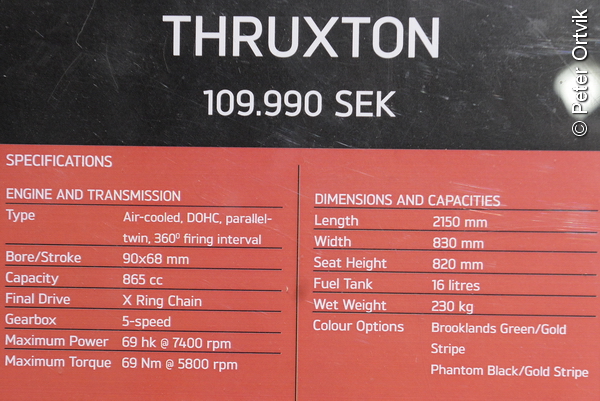 THRUXTON
109.990 SEK
SPECIFICATIONS
ENGINE AND TRANSMISSION
Type Air-cooled, DOHC, parallel-
twin, 360⁰ firing interval
Bore/Stroke 90x68 mm
Capacity 865 cc
Final Drive X Ring Chain
Gearbox 5-speed
Maximum Power 69 hk @ 7400 rpm
Maximum Torque 69 Nm @ 5800 rpm
DIMENSIONS AND CAPACITIES
Length 2150 mm
Width 830 mm
Seat Height 820 mm
Fuel Tank 16 litres
Wet Weight 230 kg
Colour Options Brooklands Green/Gold
Stripe
Phantom Black/Gold Stripe
© Peter Ortvik